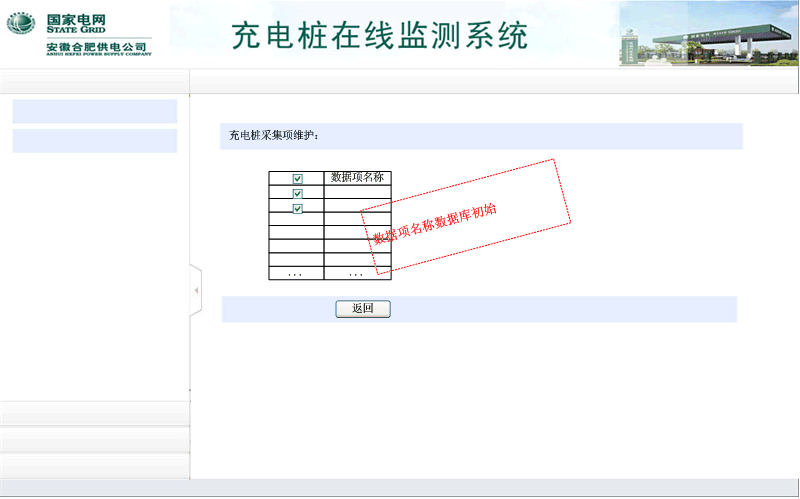 国家电网
STATE GRID
安徽合肥供电公司
ANHUI HEFEI POWER SUPPLY COMPANY
充电桩在线监测系统
充电桩采集项维护:
数据项名称
数据项名称数据库初始
... ...
返回